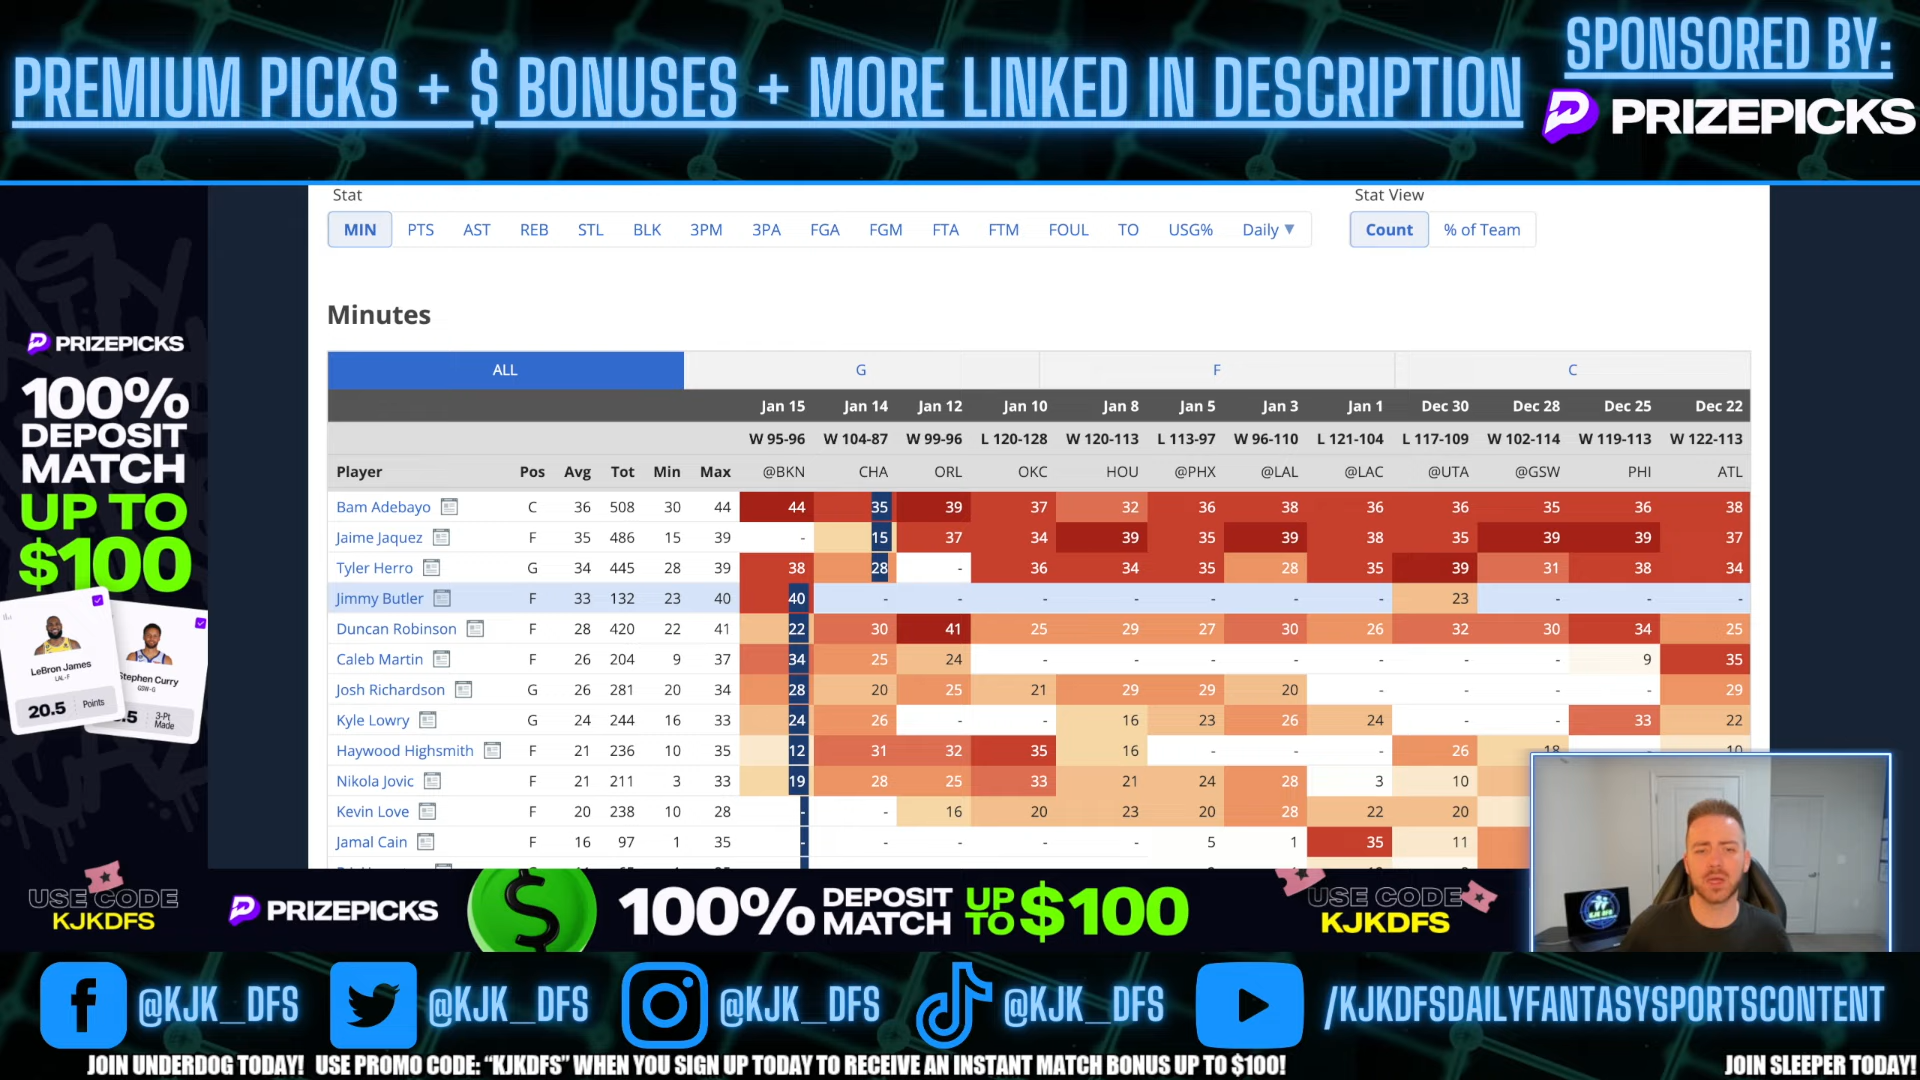 PREMIUM PICKS + $ BONUSES + MORE LINKED IN DESCRIPTION
SPONSORED BY:
PRIZEPICKS
Stat
Stat View
MIN PTS AST REB STL BLK 3PM 3PA FGA FGM FTA FTM FOUL TO USG% Daily ▼
Count % of Team
Minutes
ALL G F C
Jan 15 Jan 14 Jan 12 Jan 10 Jan 8 Jan 5 Jan 3 Jan 1 Dec 30 Dec 28 Dec 25 Dec 22
W 95-96 W 104-87 W 99-96 L 120-128 W 120-113 L 113-97 W 96-110 L 121-104 L 117-109 W 102-114 W 119-113 W 122-113
Player Pos Avg Tot Min Max @BKN CHA ORL OKC HOU @PHX @LAL @LAC @UTA @GSW PHI ATL
Bam Adebayo C 36 508 30 44 44 35 39 37 32 36 38 36 36 35 36 38
Jaime Jaquez F 35 486 15 39 - 15 37 34 39 35 39 38 35 39 39 37
Tyler Herro G 34 445 28 39 38 28 - 36 34 35 28 35 39 31 38 34
Jimmy Butler F 33 132 23 40 40 - - - - - - - 23 - - -
Duncan Robinson F 28 420 22 41 22 30 41 25 29 27 30 26 32 30 34 25
Caleb Martin F 26 204 9 37 34 25 24 - - - - - - - 9 35
Josh Richardson G 26 281 20 34 28 20 25 21 29 29 20 - - - - 29
Kyle Lowry G 24 244 16 33 24 26 - - 16 23 26 24 - - 33 22
Haywood Highsmith F 21 236 10 35 12 31 32 35 16 - - - 26 18 - 10
Nikola Jovic F 21 211 3 33 19 28 25 33 21 24 28 3 10
Kevin Love F 20 238 10 28 - - 16 20 23 20 28 22 20
Jamal Cain F 16 97 1 35 - - - - - 5 1 35 11
PRIZEPICKS
100%
DEPOSIT
MATCH
UP TO
$100
LeBron James
LAL-F
20.5 Points
Stephen Curry
GSW-G
.5 3-Pt Made
USE CODE
KJKDFS
PRIZEPICKS
100% DEPOSIT MATCH UP TO $100
USE CODE
KJKDFS
@KJK_DFS @KJK_DFS @KJK_DFS @KJK_DFS /KJKDFSDAILYFANTASYSPORTSCONTENT
JOIN UNDERDOG TODAY! USE PROMO CODE: "KJKDFS" WHEN YOU SIGN UP TODAY TO RECEIVE AN INSTANT MATCH BONUS UP TO $100! JOIN SLEEPER TODAY!